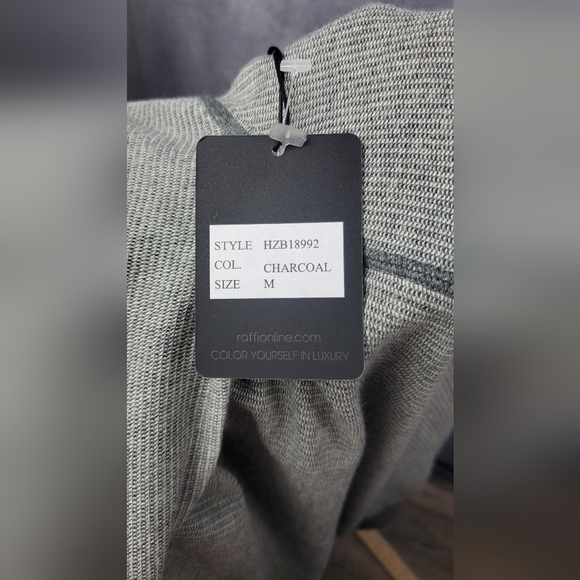 STYLE HZB18992
COL. CHARCOAL
SIZE M
raffionline.com
COLOR YOURSELF IN LUXURY